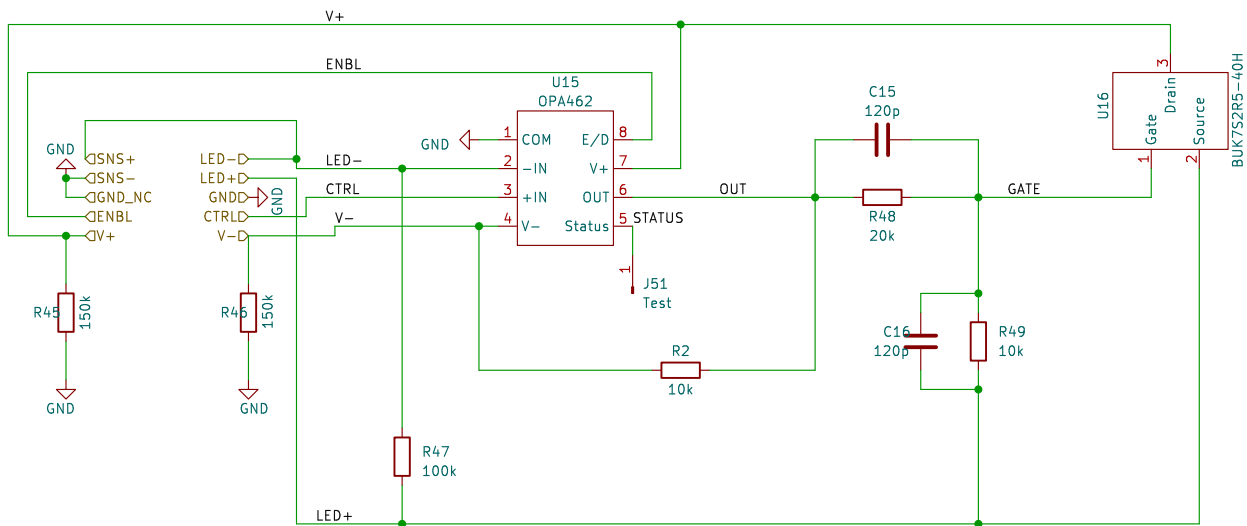 V+
ENBL
U15
OPA462
C15
120p
U16
BUK7S2R5-40H
3
Drain
Gate
Source
1
2
GND
1
COM
E/D
8
GND
SNS+
LED-
LED-
2
-IN
V+
7
SNS-
LED+
GND_NC
GND
GND
CTRL
3
+IN
OUT
6
OUT
GATE
ENBL
CTRL
V-
4
V-
Status
5
STATUS
R48
20k
V+
V-
1
J51
Test
R45
150k
R46
150k
C16
120p
R49
10k
R2
10k
GND
GND
R47
100k
LED+